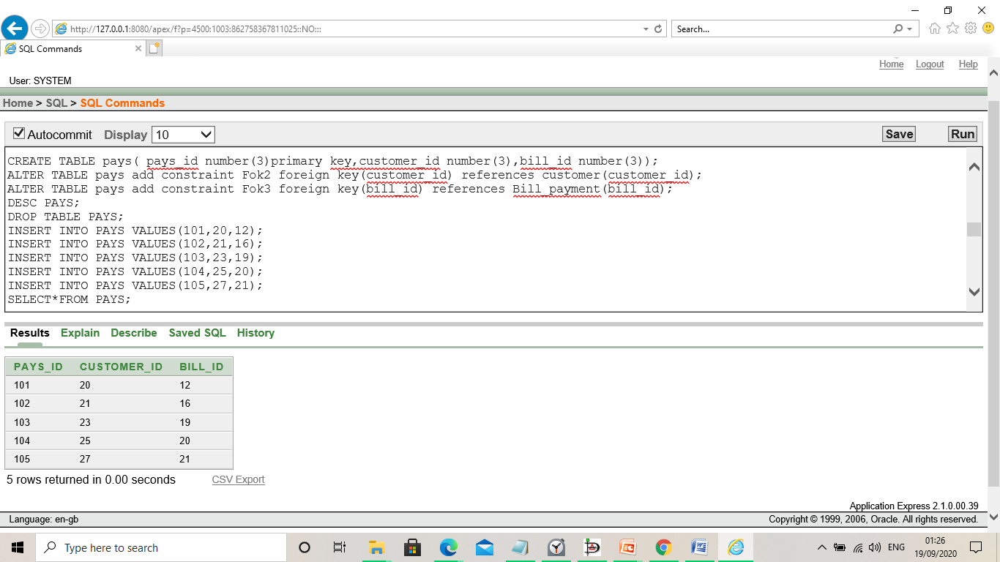 http://127.0.0.1:8080/apex/f?p=4500:1003:862758367811025::NO:::
Search...
SQL Commands
Home Logout Help
User: SYSTEM
Home > SQL > SQL Commands
Autocommit Display 10 Save Run
CREATE TABLE pays( pays_id number(3)primary key,customer_id number(3),bill_id number(3));
ALTER TABLE pays add constraint Fok2 foreign key(customer_id) references customer(customer_id);
ALTER TABLE pays add constraint Fok3 foreign key(bill_id) references Bill_payment(bill_id);
DESC PAYS;
DROP TABLE PAYS;
INSERT INTO PAYS VALUES(101,20,12);
INSERT INTO PAYS VALUES(102,21,16);
INSERT INTO PAYS VALUES(103,23,19);
INSERT INTO PAYS VALUES(104,25,20);
INSERT INTO PAYS VALUES(105,27,21);
SELECT*FROM PAYS;
Results Explain Describe Saved SQL History
PAYS_ID CUSTOMER_ID BILL_ID
101 20 12
102 21 16
103 23 19
104 25 20
105 27 21
5 rows returned in 0.00 seconds CSV Export
Application Express 2.1.0.00.39
Language: en-gb Copyright © 1999, 2006, Oracle. All rights reserved.
Type here to search
ENG
01:26
19/09/2020